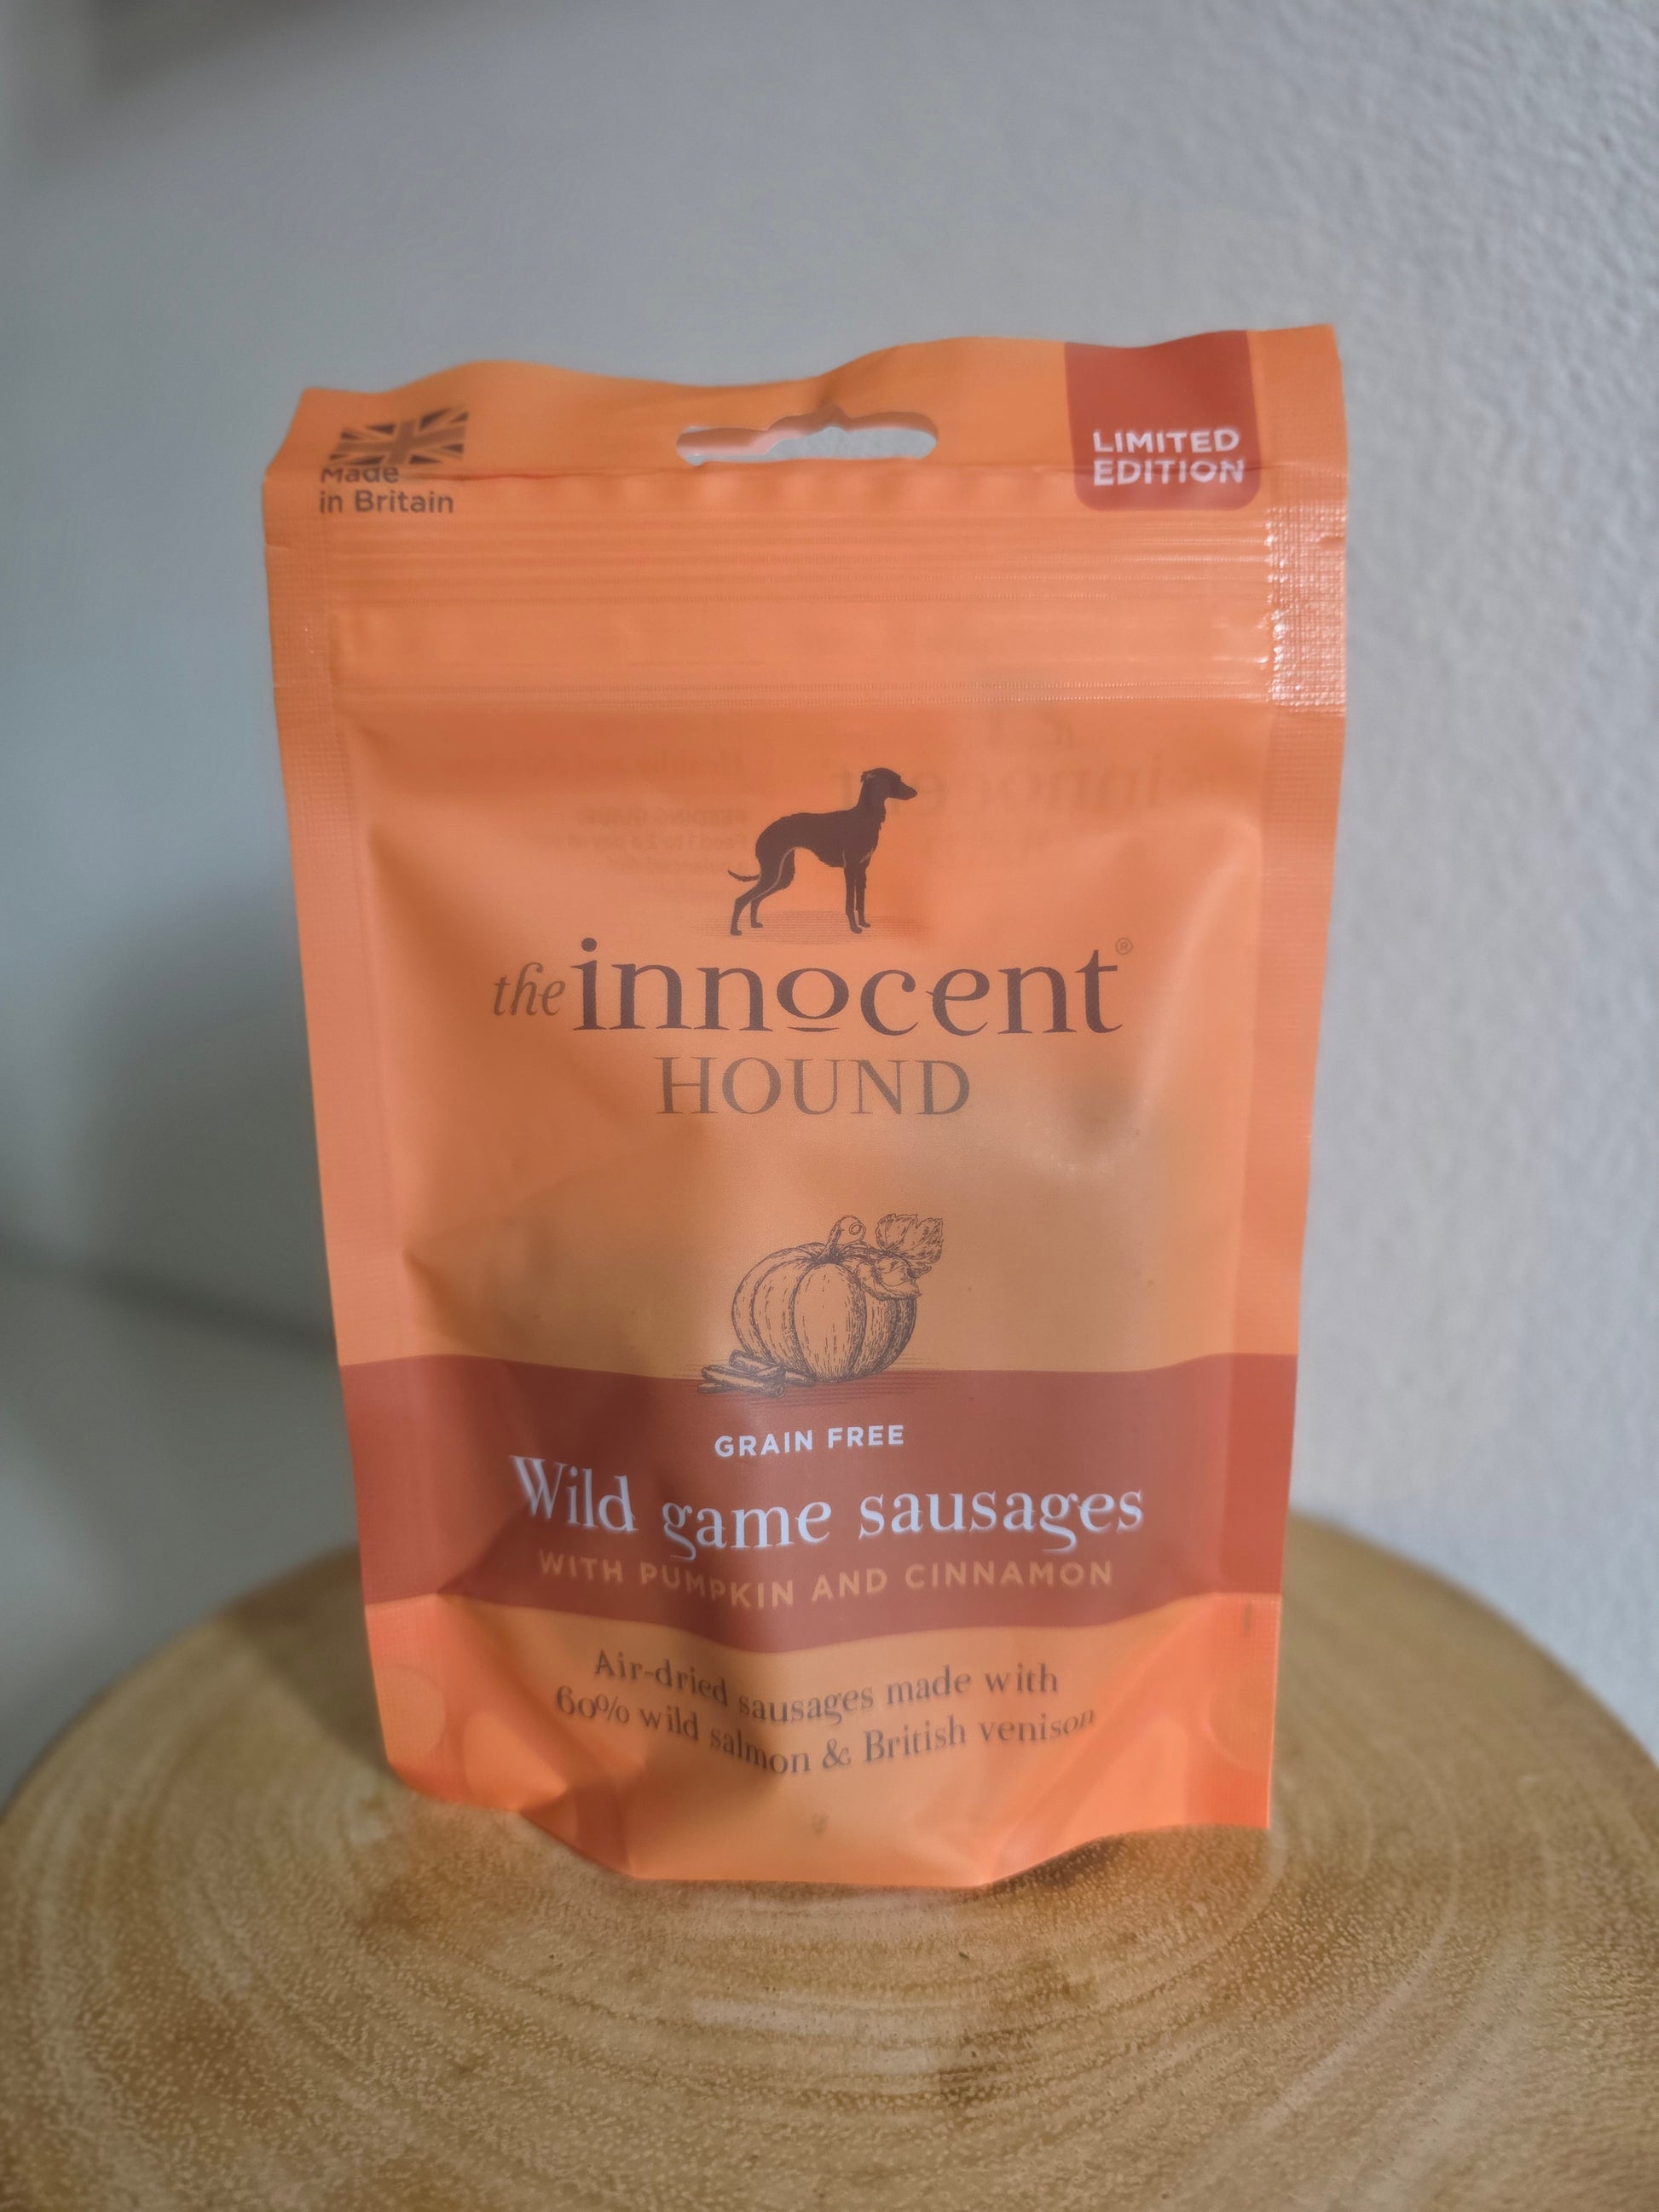 Made
in Britain
LIMITED
EDITION
the innocent®
HOUND
GRAIN FREE
Wild game sausages
WITH PUMPKIN AND CINNAMON
Air-dried sausages made with
60% wild salmon & British venison